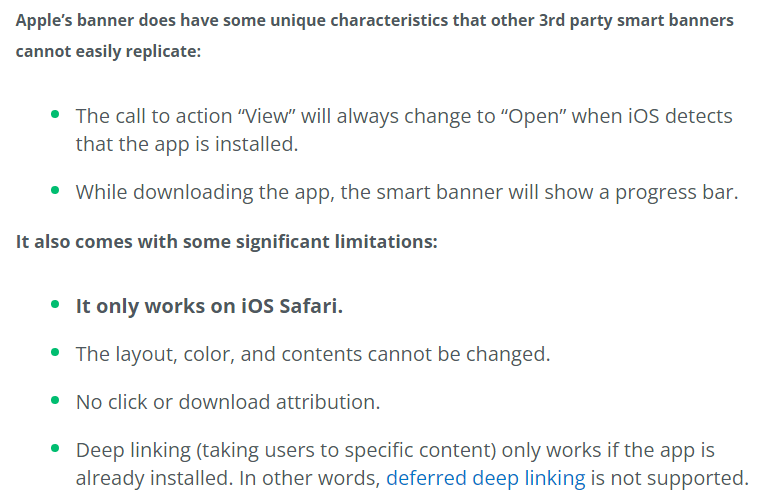 Apple’s banner does have some unique characteristics that other 3rd party smart banners
cannot easily replicate:
The call to action “View” will always change to “Open” when iOS detects
that the app is installed.
While downloading the app, the smart banner will show a progress bar.
It also comes with some significant limitations:
It only works on iOS Safari.
The layout, color, and contents cannot be changed.
No click or download attribution.
Deep linking (taking users to specific content) only works if the app is
already installed. In other words, deferred deep linking is not supported.